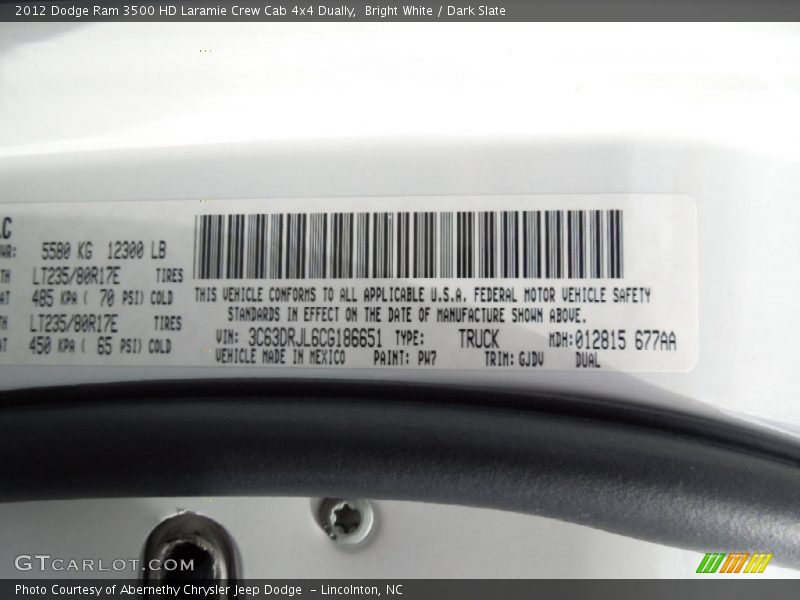 2012 Dodge Ram 3500 HD Laramie Crew Cab 4x4 Dually, Bright White / Dark Slate
5580 KG 12300 LB
LT235/80R17E TIRES
485 KPA ( 70 PSI) COLD
LT235/80R17E TIRES
450 KPA ( 65 PSI) COLD
THIS VEHICLE CONFORMS TO ALL APPLICABLE U.S.A. FEDERAL MOTOR VEHICLE SAFETY
STANDARDS IN EFFECT ON THE DATE OF MANUFACTURE SHOWN ABOVE.
VIN: 3C63DRJL6CG186651 TYPE: TRUCK MDH:012815 677AA
VEHICLE MADE IN MEXICO PAINT: PW7 TRIM: GJDV DUAL
GTCARLOT.COM
Photo Courtesy of Abernethy Chrysler Jeep Dodge - Lincolnton, NC